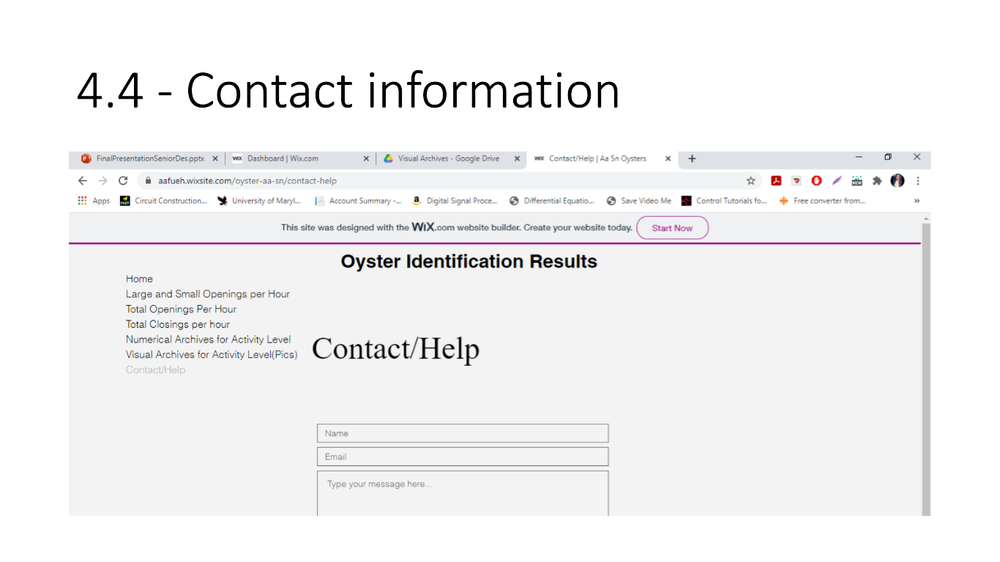 4.4 - Contact information
FinalPresentationSeniorDes.pptx WiX Dashboard | Wix.com Visual Archives - Google Drive WiX Contact/Help | Aa Sn Oysters
aafueh.wixsite.com/oyster-aa-sn/contact-help
Apps Circuit Construction... University of Maryl... Account Summary -... Digital Signal Proce... Differential Equatio... Save Video Me Control Tutorials fo... Free converter from... »
This site was designed with the WiX.com website builder. Create your website today. Start Now
Oyster Identification Results
Home
Large and Small Openings per Hour
Total Openings Per Hour
Total Closings per hour
Numerical Archives for Activity Level
Visual Archives for Activity Level(Pics)
Contact/Help
Contact/Help
Name
Email
Type your message here...